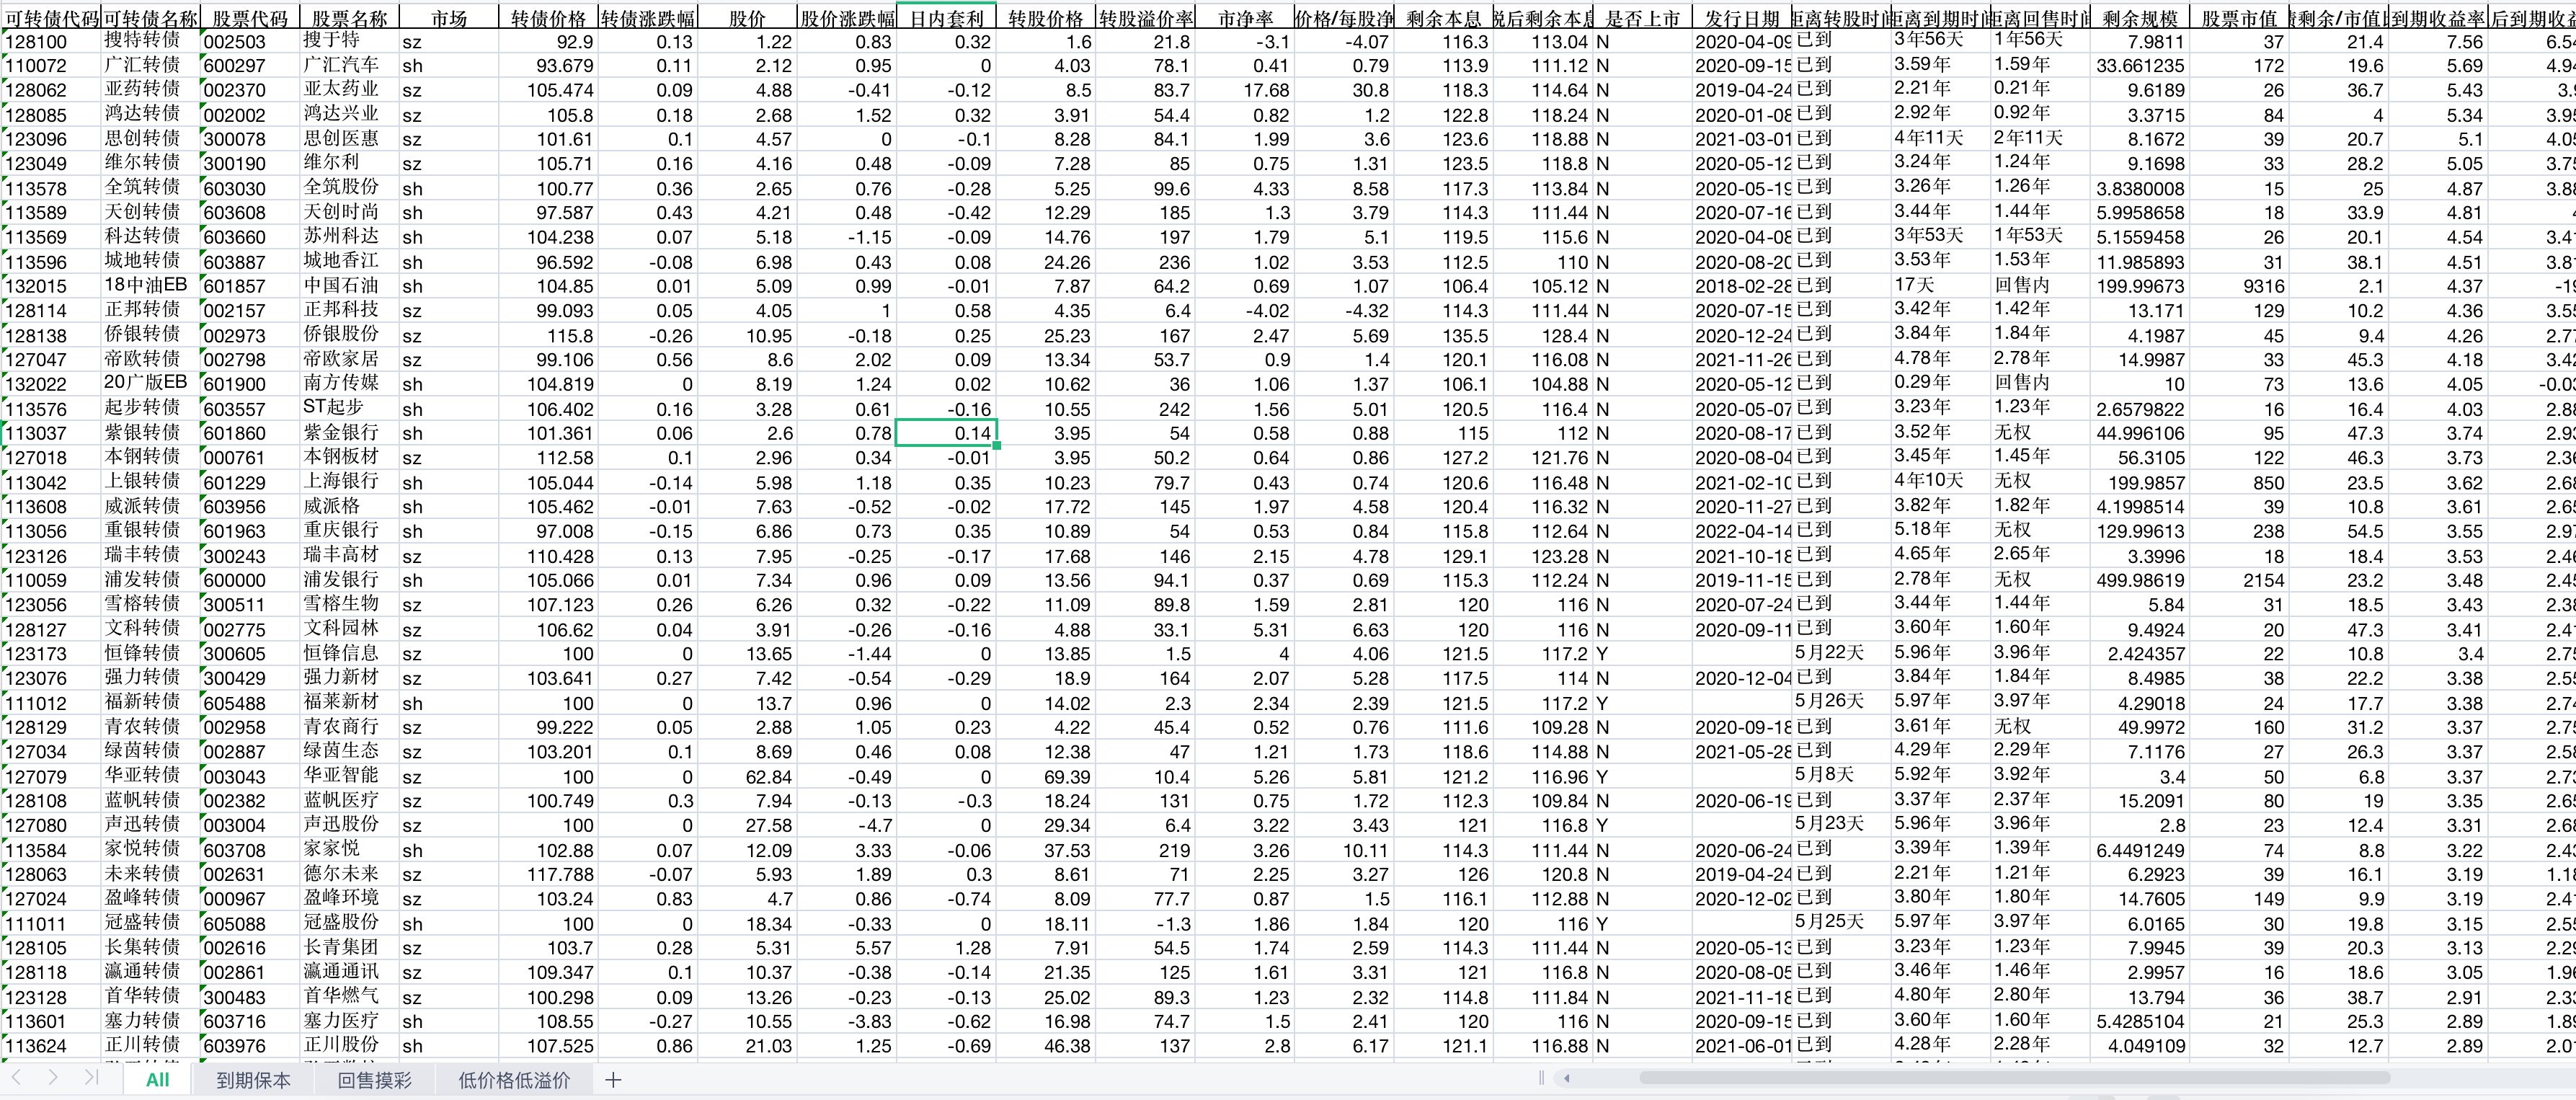 可转债代码 可转债名称 股票代码 股票名称 市场 转债价格 转债涨跌幅 股价 股价涨跌幅 日内套利 转股价格 转股溢价率 市净率 价格/每股净 剩余本息 税后剩余本息 是否上市 发行日期 距离转股时间 距离到期时间 距离回售时间 剩余规模 股票市值 剩余/市值 到期收益率 后到期收益
128100 搜特转债 002503 搜于特 sz 92.9 0.13 1.22 0.83 0.32 1.6 21.8 -3.1 -4.07 116.3 113.04 N 2020-04-09 已到 3年56天 1年56天 7.9811 37 21.4 7.56 6.54
110072 广汇转债 600297 广汇汽车 sh 93.679 0.11 2.12 0.95 0 4.03 78.1 0.41 0.79 113.9 111.12 N 2020-09-15 已到 3.59年 1.59年 33.661235 172 19.6 5.69 4.94
128062 亚药转债 002370 亚太药业 sz 105.474 0.09 4.88 -0.41 -0.12 8.5 83.7 17.68 30.8 118.3 114.64 N 2019-04-24 已到 2.21年 0.21年 9.6189 26 36.7 5.43 3.
128085 鸿达转债 002002 鸿达兴业 sz 105.8 0.18 2.68 1.52 0.32 3.91 54.4 0.82 1.2 122.8 118.24 N 2020-01-08 已到 2.92年 0.92年 3.3715 84 4 5.34 3.95
123096 思创转债 300078 思创医惠 sz 101.61 0.1 4.57 0 -0.1 8.28 84.1 1.99 3.6 123.6 118.88 N 2021-03-01 已到 4年11天 2年11天 8.1672 39 20.7 5.1 4.05
123049 维尔转债 300190 维尔利 sz 105.71 0.16 4.16 0.48 -0.09 7.28 85 0.75 1.31 123.5 118.8 N 2020-05-12 已到 3.24年 1.24年 9.1698 33 28.2 5.05 3.75
113578 全筑转债 603030 全筑股份 sh 100.77 0.36 2.65 0.76 -0.28 5.25 99.6 4.33 8.58 117.3 113.84 N 2020-05-19 已到 3.26年 1.26年 3.8380008 15 25 4.87 3.88
113589 天创转债 603608 天创时尚 sh 97.587 0.43 4.21 0.48 -0.42 12.29 185 1.3 3.79 114.3 111.44 N 2020-07-16 已到 3.44年 1.44年 5.9958658 18 33.9 4.81 4
113569 科达转债 603660 苏州科达 sh 104.238 0.07 5.18 -1.15 -0.09 14.76 197 1.79 5.1 119.5 115.6 N 2020-04-08 已到 3年53天 1年53天 5.1559458 26 20.1 4.54 3.41
113596 城地转债 603887 城地香江 sh 96.592 -0.08 6.98 0.43 0.08 24.26 236 1.02 3.53 112.5 110 N 2020-08-20 已到 3.53年 1.53年 11.985893 31 38.1 4.51 3.81
132015 18中油EB 601857 中国石油 sh 104.85 0.01 5.09 0.99 -0.01 7.87 64.2 0.69 1.07 106.4 105.12 N 2018-02-28 已到 17天 回售内 199.99673 9316 2.1 4.37 -19
128114 正邦转债 002157 正邦科技 sz 99.093 0.05 4.05 1 0.58 4.35 6.4 -4.02 -4.32 114.3 111.44 N 2020-07-15 已到 3.42年 1.42年 13.171 129 10.2 4.36 3.55
128138 侨银转债 002973 侨银股份 sz 115.8 -0.26 10.95 -0.18 0.25 25.23 167 2.47 5.69 135.5 128.4 N 2020-12-24 已到 3.84年 1.84年 4.1987 45 9.4 4.26 2.77
127047 帝欧转债 002798 帝欧家居 sz 99.106 0.56 8.6 2.02 0.09 13.34 53.7 0.9 1.4 120.1 116.08 N 2021-11-26 已到 4.78年 2.78年 14.9987 33 45.3 4.18 3.42
132022 20广版EB 601900 南方传媒 sh 104.819 0 8.19 1.24 0.02 10.62 36 1.06 1.37 106.1 104.88 N 2020-05-12 已到 0.29年 回售内 10 73 13.6 4.05 -0.03
113576 起步转债 603557 ST起步 sh 106.402 0.16 3.28 0.61 -0.16 10.55 242 1.56 5.01 120.5 116.4 N 2020-05-07 已到 3.23年 1.23年 2.6579822 16 16.4 4.03 2.88
113037 紫银转债 601860 紫金银行 sh 101.361 0.06 2.6 0.78 0.14 3.95 54 0.58 0.88 115 112 N 2020-08-17 已到 3.52年 无权 44.996106 95 47.3 3.74 2.93
127018 本钢转债 000761 本钢板材 sz 112.58 0.1 2.96 0.34 -0.01 3.95 50.2 0.64 0.86 127.2 121.76 N 2020-08-04 已到 3.45年 1.45年 56.3105 122 46.3 3.73 2.36
113042 上银转债 601229 上海银行 sh 105.044 -0.14 5.98 1.18 0.35 10.23 79.7 0.43 0.74 120.6 116.48 N 2021-02-10 已到 4年10天 无权 199.9857 850 23.5 3.62 2.68
113608 威派转债 603956 威派格 sh 105.462 -0.01 7.63 -0.52 -0.02 17.72 145 1.97 4.58 120.4 116.32 N 2020-11-27 已到 3.82年 1.82年 4.1998514 39 10.8 3.61 2.65
113056 重银转债 601963 重庆银行 sh 97.008 -0.15 6.86 0.73 0.35 10.89 54 0.53 0.84 115.8 112.64 N 2022-04-14 已到 5.18年 无权 129.99613 238 54.5 3.55 2.97
123126 瑞丰转债 300243 瑞丰高材 sz 110.428 0.13 7.95 -0.25 -0.17 17.68 146 2.15 4.78 129.1 123.28 N 2021-10-18 已到 4.65年 2.65年 3.3996 18 18.4 3.53 2.46
110059 浦发转债 600000 浦发银行 sh 105.066 0.01 7.34 0.96 0.09 13.56 94.1 0.37 0.69 115.3 112.24 N 2019-11-15 已到 2.78年 无权 499.98619 2154 23.2 3.48 2.45
123056 雪榕转债 300511 雪榕生物 sz 107.123 0.26 6.26 0.32 -0.22 11.09 89.8 1.59 2.81 120 116 N 2020-07-24 已到 3.44年 1.44年 5.84 31 18.5 3.43 2.38
128127 文科转债 002775 文科园林 sz 106.62 0.04 3.91 -0.26 -0.16 4.88 33.1 5.31 6.63 120 116 N 2020-09-11 已到 3.60年 1.60年 9.4924 20 47.3 3.41 2.41
123173 恒锋转债 300605 恒锋信息 sz 100 0 13.65 -1.44 0 13.85 1.5 4 4.06 121.5 117.2 Y 5月22天 5.96年 3.96年 2.424357 22 10.8 3.4 2.75
123076 强力转债 300429 强力新材 sz 103.641 0.27 7.42 -0.54 -0.29 18.9 164 2.07 5.28 117.5 114 N 2020-12-04 已到 3.84年 1.84年 8.4985 38 22.2 3.38 2.55
111012 福新转债 605488 福莱新材 sh 100 0 13.7 0.96 0 14.02 2.3 2.34 2.39 121.5 117.2 Y 5月26天 5.97年 3.97年 4.29018 24 17.7 3.38 2.74
128129 青农转债 002958 青农商行 sz 99.222 0.05 2.88 1.05 0.23 4.22 45.4 0.52 0.76 111.6 109.28 N 2020-09-18 已到 3.61年 无权 49.9972 160 31.2 3.37 2.75
127034 绿茵转债 002887 绿茵生态 sz 103.201 0.1 8.69 0.46 0.08 12.38 47 1.21 1.73 118.6 114.88 N 2021-05-28 已到 4.29年 2.29年 7.1176 27 26.3 3.37 2.58
127079 华亚转债 003043 华亚智能 sz 100 0 62.84 -0.49 0 69.39 10.4 5.26 5.81 121.2 116.96 Y 5月8天 5.92年 3.92年 3.4 50 6.8 3.37 2.73
128108 蓝帆转债 002382 蓝帆医疗 sz 100.749 0.3 7.94 -0.13 -0.3 18.24 131 0.75 1.72 112.3 109.84 N 2020-06-19 已到 3.37年 2.37年 15.2091 80 19 3.35 2.65
127080 声迅转债 003004 声迅股份 sz 100 0 27.58 -4.7 0 29.34 6.4 3.22 3.43 121 116.8 Y 5月23天 5.96年 3.96年 2.8 23 12.4 3.31 2.68
113584 家悦转债 603708 家家悦 sh 102.88 0.07 12.09 3.33 -0.06 37.53 219 3.26 10.11 114.3 111.44 N 2020-06-24 已到 3.39年 1.39年 6.4491249 74 8.8 3.22 2.43
128063 未来转债 002631 德尔未来 sz 117.788 -0.07 5.93 1.89 0.3 8.61 71 2.25 3.27 126 120.8 N 2019-04-24 已到 2.21年 1.21年 6.2923 39 16.1 3.19 1.18
127024 盈峰转债 000967 盈峰环境 sz 103.24 0.83 4.7 0.86 -0.74 8.09 77.7 0.87 1.5 116.1 112.88 N 2020-12-02 已到 3.80年 1.80年 14.7605 149 9.9 3.19 2.41
111011 冠盛转债 605088 冠盛股份 sh 100 0 18.34 -0.33 0 18.11 -1.3 1.86 1.84 120 116 Y 5月25天 5.97年 3.97年 6.0165 30 19.8 3.15 2.55
128105 长集转债 002616 长青集团 sz 103.7 0.28 5.31 5.57 1.28 7.91 54.5 1.74 2.59 114.3 111.44 N 2020-05-13 已到 3.23年 1.23年 7.9945 39 20.3 3.13 2.29
128118 瀛通转债 002861 瀛通通讯 sz 109.347 0.1 10.37 -0.38 -0.14 21.35 125 1.61 3.31 121 116.8 N 2020-08-05 已到 3.46年 1.46年 2.9957 16 18.6 3.05 1.96
123128 首华转债 300483 首华燃气 sz 100.298 0.09 13.26 -0.23 -0.13 25.02 89.3 1.23 2.32 114.8 111.84 N 2021-11-18 已到 4.80年 2.80年 13.794 36 38.7 2.91 2.33
113601 塞力转债 603716 塞力医疗 sh 108.55 -0.27 10.55 -3.83 -0.62 16.98 74.7 1.5 2.41 120 116 N 2020-09-15 已到 3.60年 1.60年 5.4285104 21 25.3 2.89 1.89
113624 正川转债 603976 正川股份 sh 107.525 0.86 21.03 1.25 -0.69 46.38 137 2.8 6.17 121.1 116.88 N 2021-06-01 已到 4.28年 2.28年 4.049109 32 12.7 2.89 2.01
All 到期保本 回售摸彩 低价格低溢价